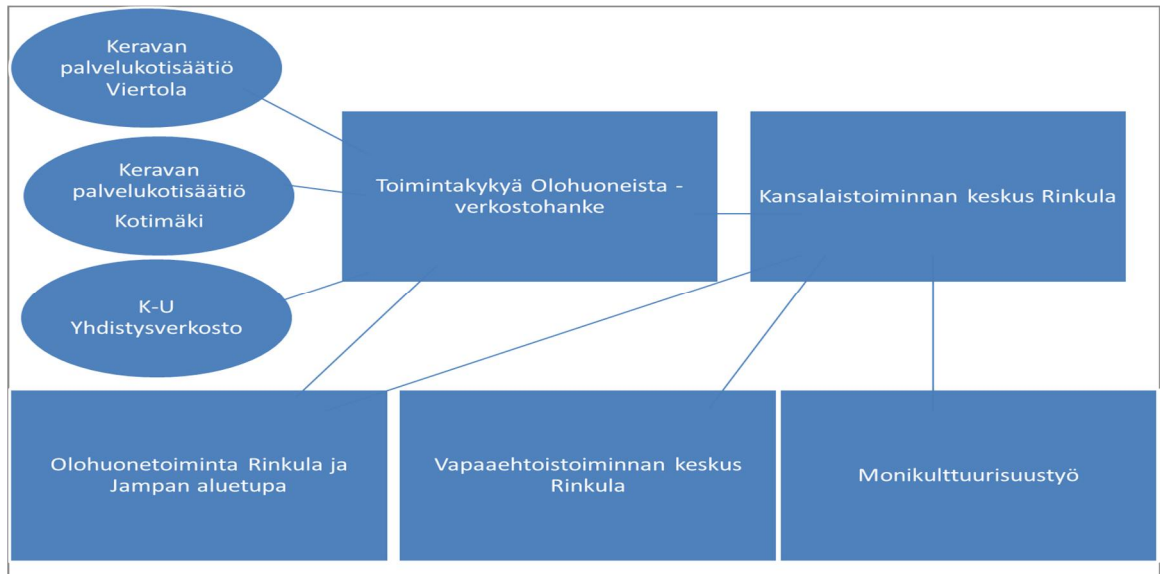 Keravan
palvelukotisäätiö
Viertola
Keravan
palvelukotisäätiö
Kotimäki
K-U
Yhdistysverkosto
Toimintakykyä Olohuoneista -
verkostohanke
Kansalaistoiminnan keskus Rinkula
Olohuonetoiminta Rinkula ja
Jampan aluetupa
Vapaaehtoistoiminnan keskus
Rinkula
Monikulttuurisuustyö